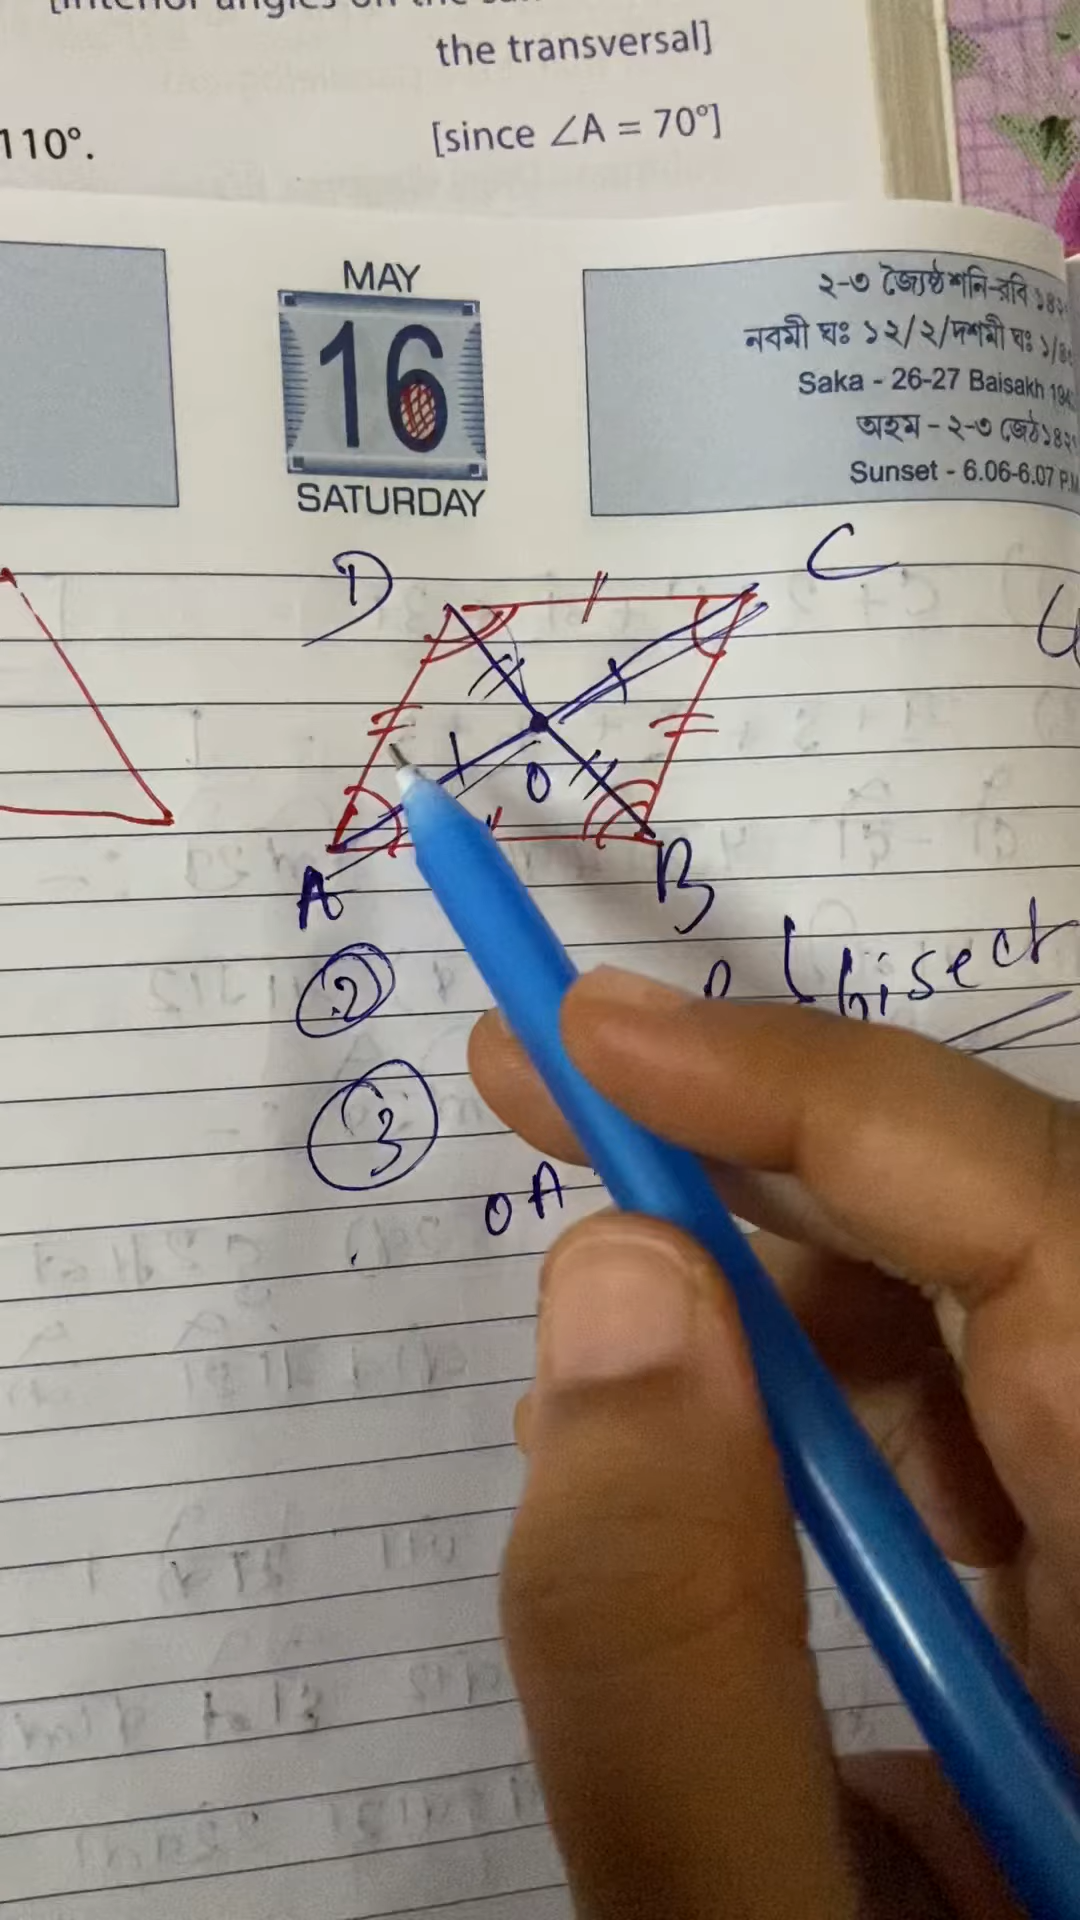 the transversal]
110°.
[since ∠A = 70°]
MAY
16
SATURDAY
২-৩ জ্যৈষ্ঠ শনি-রবি
নবমী ঘঃ ১২/২/দশমী ঘঃ
Saka - 26-27 Baisakh
অহম - ২-৩ জেঠ
Sunset - 6.06-6.07 P.M
D
C
O
A
B
2
bisect
3
OA